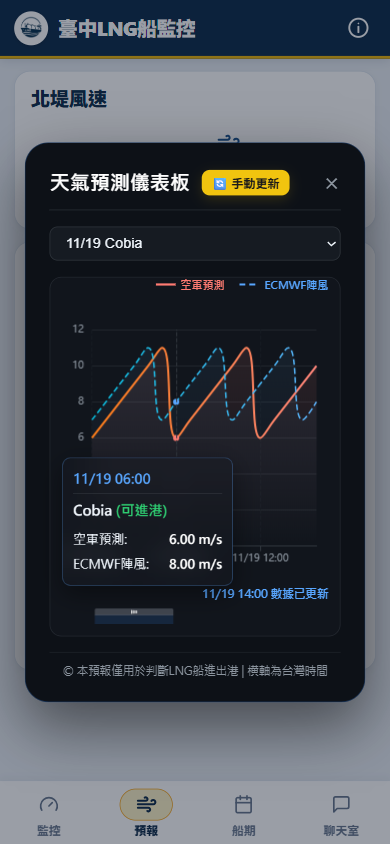 臺中LNG船監控
北堤風速
天氣預測儀表板
手動更新
11/19 Cobia
空軍預測
ECMWF陣風
12
10
8
6
11/19 06:00
Cobia (可進港)
空軍預測: 6.00 m/s
ECMWF陣風: 8.00 m/s
11/19 12:00
11/19 14:00 數據已更新
© 本預報僅用於判斷LNG船進出港 | 橫軸為台灣時間
監控
預報
船期
聊天室